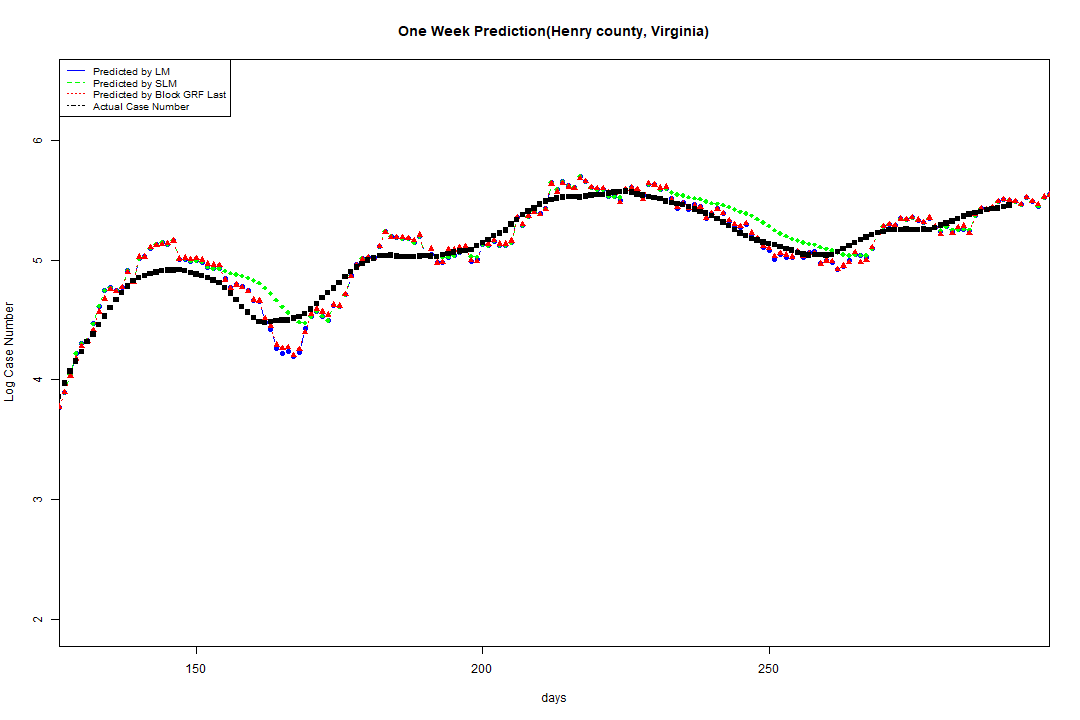 One Week Prediction(Henry county, Virginia)
Predicted by LM
Predicted by SLM
Predicted by Block GRF Last
Actual Case Number
6
5
4
3
2
Log Case Number
150 200 250
days